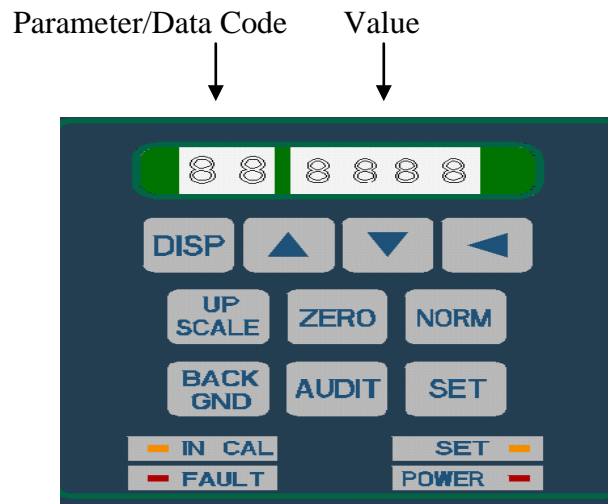 Parameter/Data Code Value
88 8888
DISP
UP SCALE ZERO NORM
BACK GND AUDIT SET
IN CAL SET
FAULT POWER